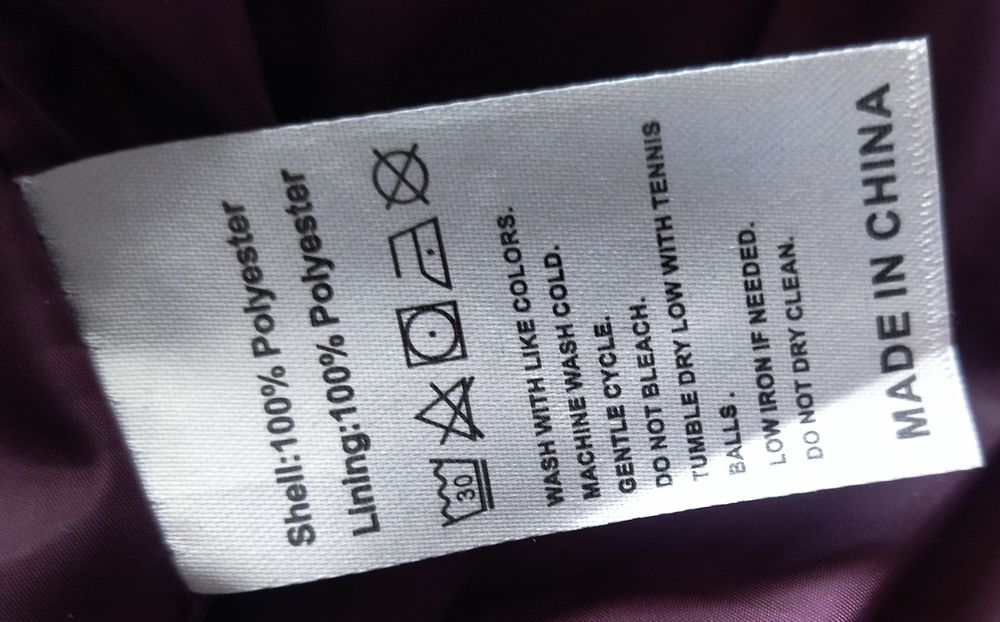 Shell:100% Polyester
Lining:100% Polyester
30
WASH WITH LIKE COLORS.
MACHINE WASH COLD.
GENTLE CYCLE.
DO NOT BLEACH.
TUMBLE DRY LOW WITH TENNIS
BALLS.
LOW IRON IF NEEDED.
DO NOT DRY CLEAN.
MADE IN CHINA